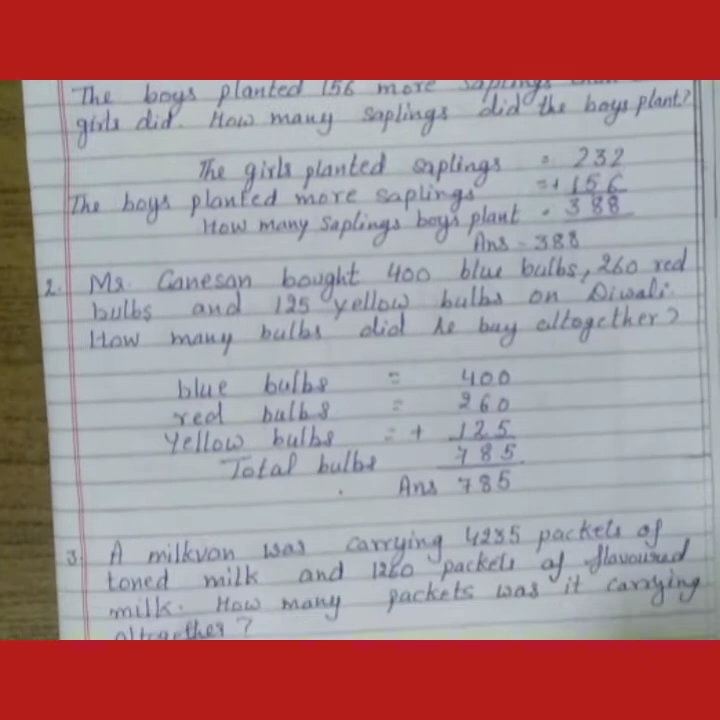 The boys planted 156 more saplings than
girls did. How many saplings did the boys plant?
The girls planted saplings = 232
The boys planted more saplings =+ 156
How many saplings boys plant = 388
Ans = 388
2. Mr. Ganesan bought 400 blue bulbs, 260 red
bulbs and 125 yellow bulbs on Diwali.
How many bulbs did he buy altogether?
blue bulbs = 400
red bulbs = 260
Yellow bulbs = + 125
Total bulbs 785
Ans 785
3. A milkvan was carrying 4235 packets of
toned milk and 1260 packets of flavoured
milk. How many packets was it carrying
altogether?